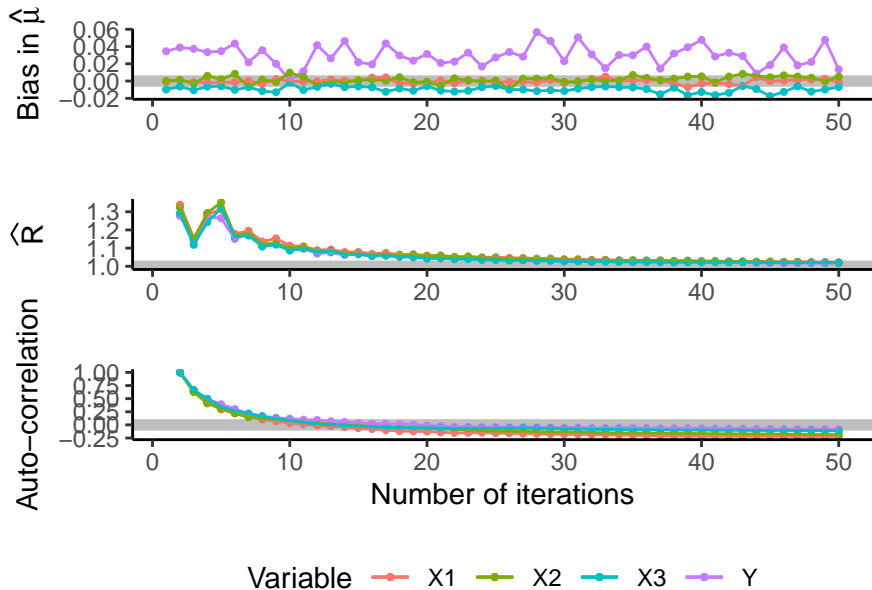 Bias in μ̂
0.06
0.04
0.02
0.00
−0.02
0 10 20 30 40 50
R̂
1.3
1.2
1.1
1.0
0 10 20 30 40 50
Auto−correlation
1.00
0.75
0.50
0.25
0.00
−0.25
0 10 20 30 40 50
Number of iterations
Variable X1 X2 X3 Y